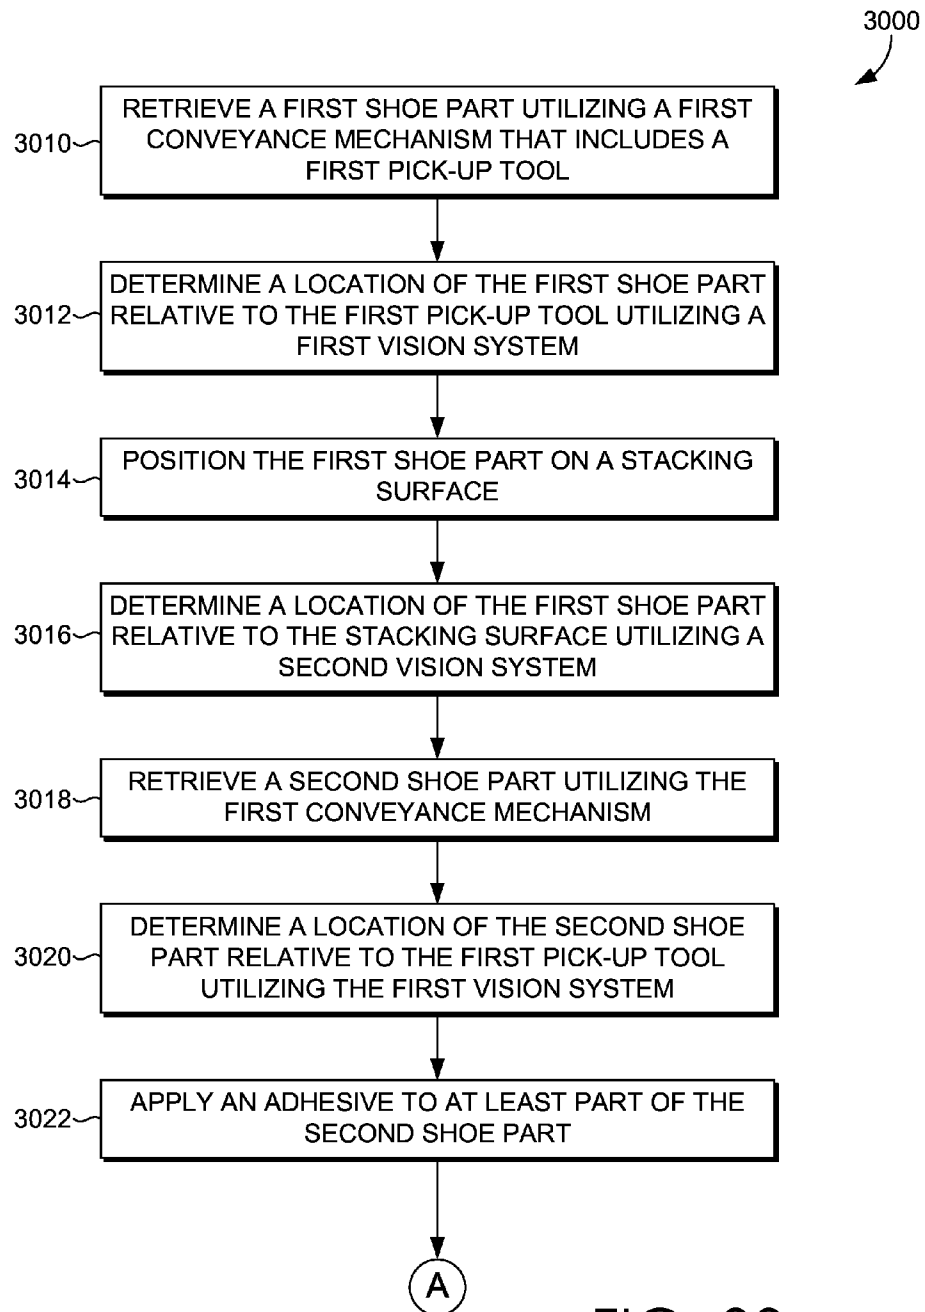 3000
3010
RETRIEVE A FIRST SHOE PART UTILIZING A FIRST
CONVEYANCE MECHANISM THAT INCLUDES A
FIRST PICK-UP TOOL
3012
DETERMINE A LOCATION OF THE FIRST SHOE PART
RELATIVE TO THE FIRST PICK-UP TOOL UTILIZING A
FIRST VISION SYSTEM
3014
POSITION THE FIRST SHOE PART ON A STACKING
SURFACE
3016
DETERMINE A LOCATION OF THE FIRST SHOE PART
RELATIVE TO THE STACKING SURFACE UTILIZING A
SECOND VISION SYSTEM
3018
RETRIEVE A SECOND SHOE PART UTILIZING THE
FIRST CONVEYANCE MECHANISM
3020
DETERMINE A LOCATION OF THE SECOND SHOE
PART RELATIVE TO THE FIRST PICK-UP TOOL
UTILIZING THE FIRST VISION SYSTEM
3022
APPLY AN ADHESIVE TO AT LEAST PART OF THE
SECOND SHOE PART
A